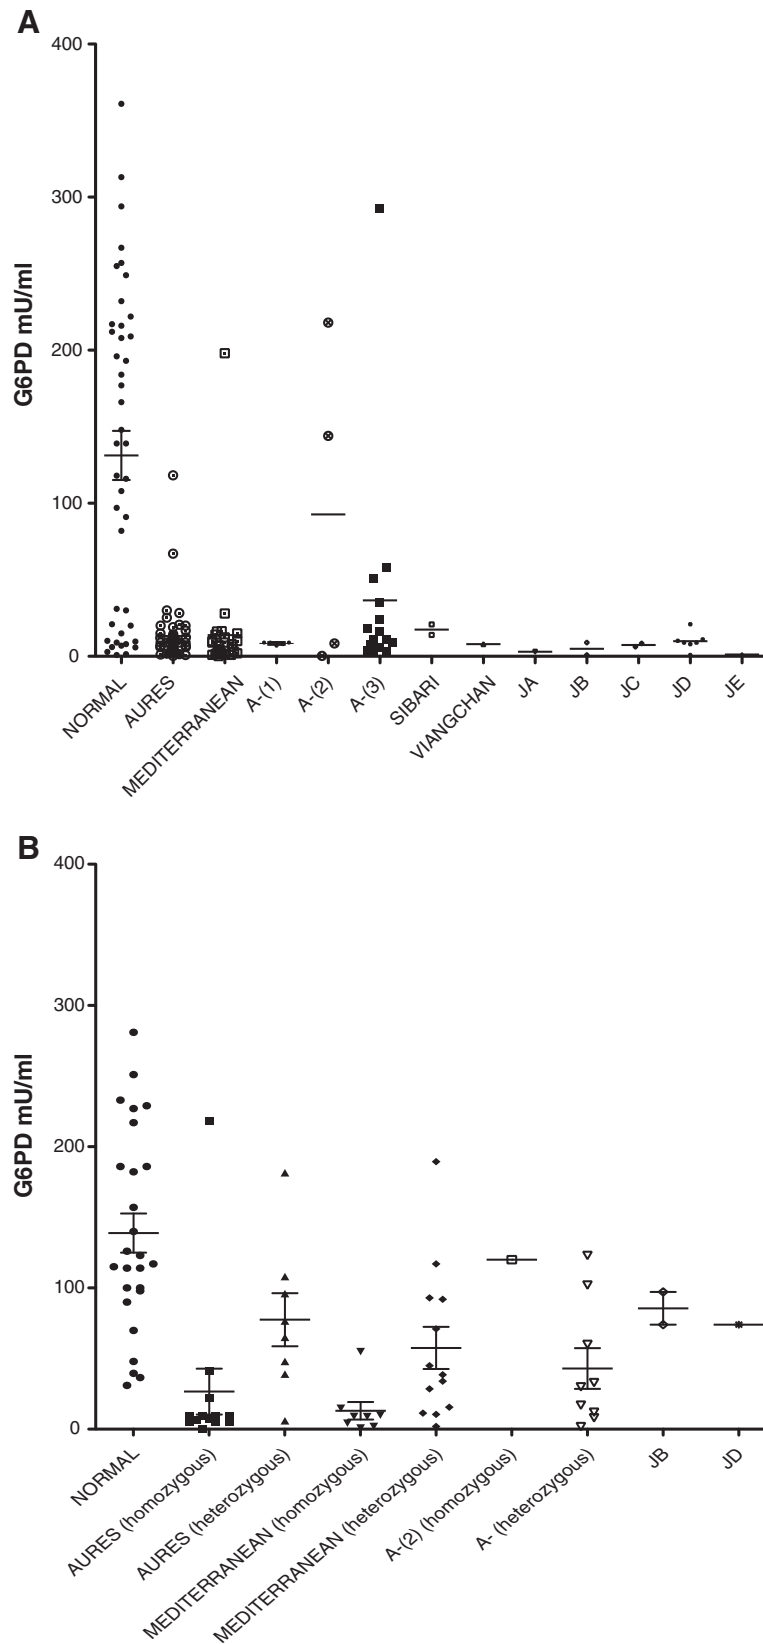 A
400
300
200
100
0
G6PD mU/ml
NORMAL
AURES
MEDITERRANEAN
A-(1)
A-(2)
A-(3)
SIBARI
VIANGCHAN
JA
JB
JC
JD
JE
B
400
300
200
100
0
G6PD mU/ml
NORMAL
AURES (homozygous)
AURES (heterozygous)
MEDITERRANEAN (homozygous)
MEDITERRANEAN (heterozygous)
A-(2) (homozygous)
A- (heterozygous)
JB
JD